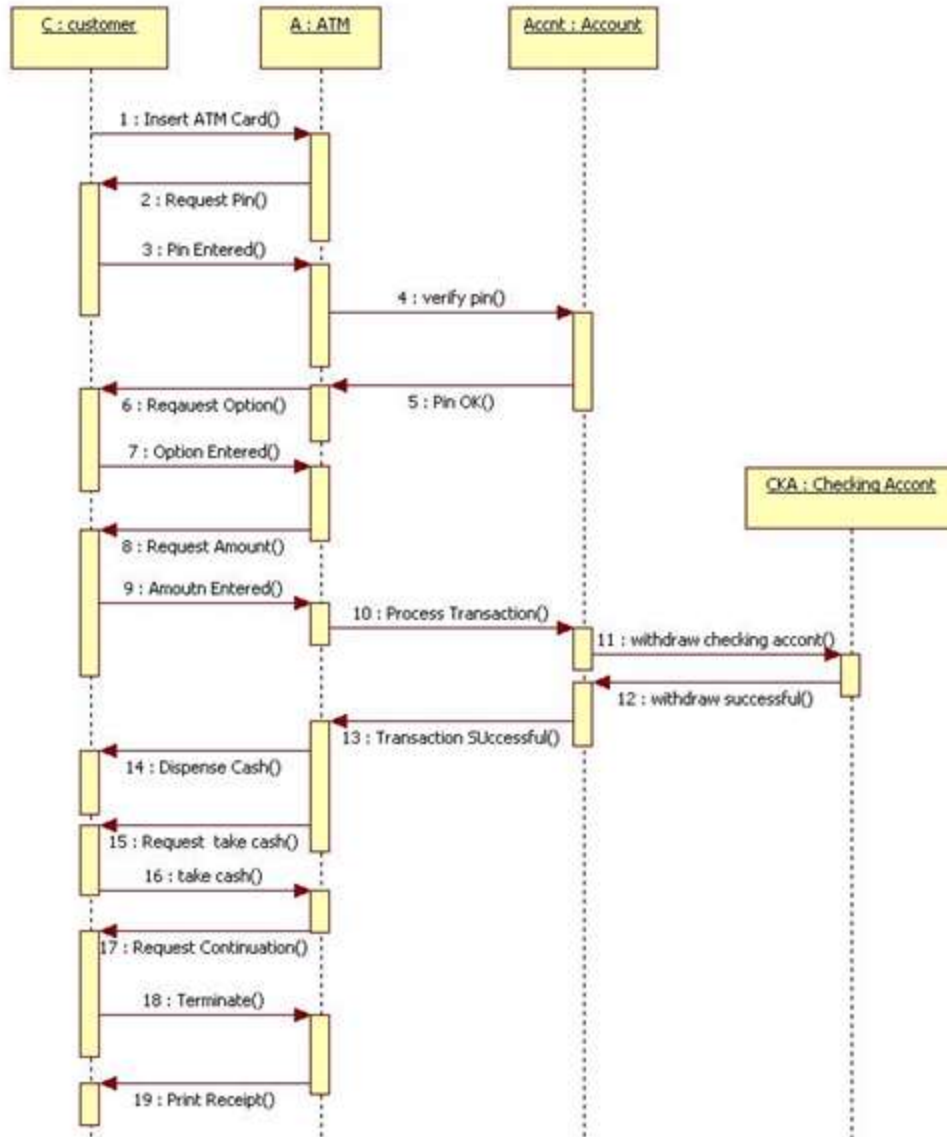 C : customer
A : ATM
Accnt : Account
1 : Insert ATM Card()
2 : Request Pin()
3 : Pin Entered()
4 : verify pin()
5 : Pin OK()
6 : Reqauest Option()
7 : Option Entered()
CKA : Checking Accont
8 : Request Amount()
9 : Amoutn Entered()
10 : Process Transaction()
11 : withdraw checking accont()
12 : withdraw successful()
13 : Transaction SUccessful()
14 : Dispense Cash()
15 : Request take cash()
16 : take cash()
17 : Request Continuation()
18 : Terminate()
19 : Print Receipt()